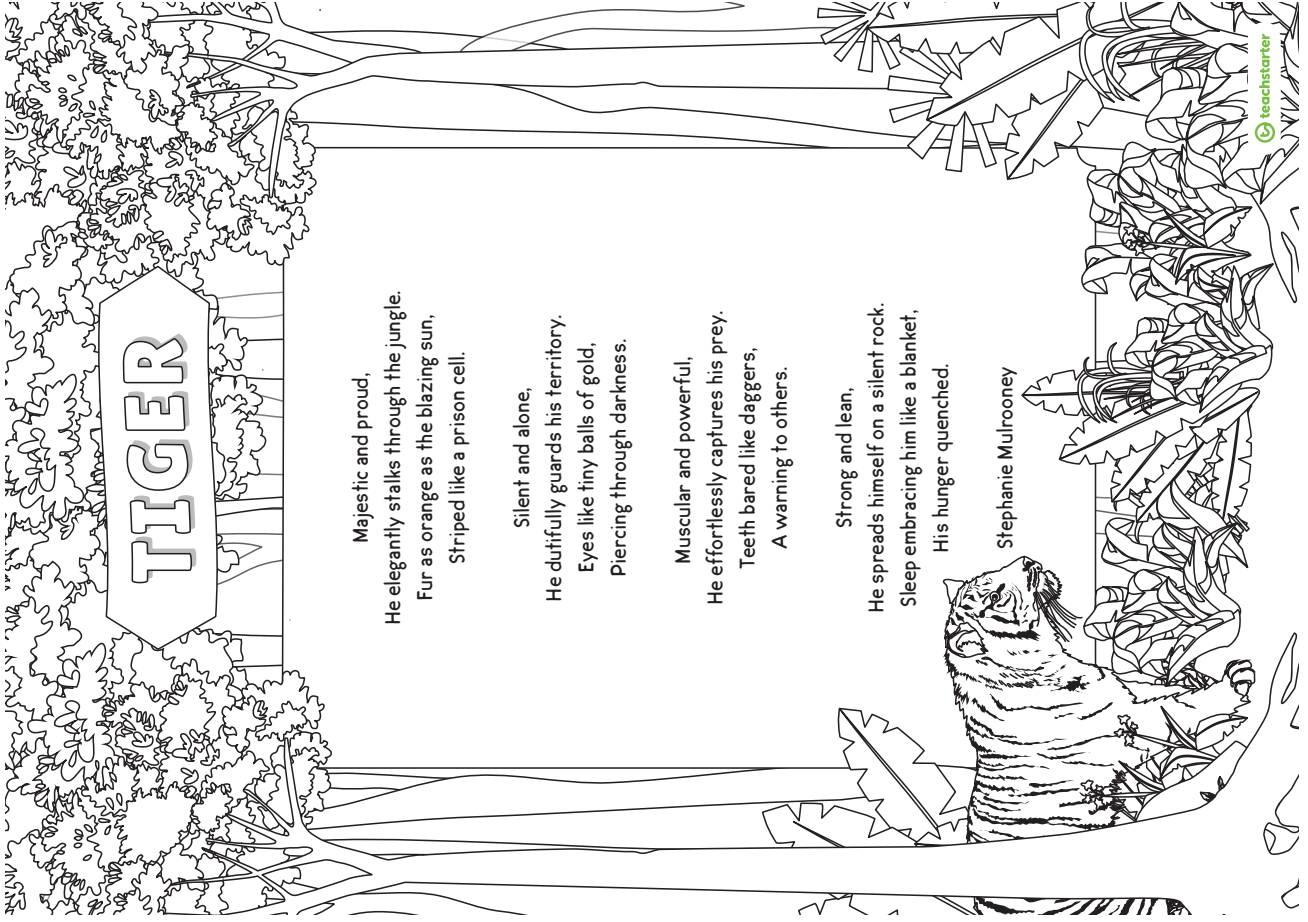 TIGER
Majestic and proud,
He elegantly stalks through the jungle.
Fur as orange as the blazing sun,
Striped like a prison cell.
Silent and alone,
He dutifully guards his territory.
Eyes like tiny balls of gold,
Piercing through darkness.
Muscular and powerful,
He effortlessly captures his prey.
Teeth bared like daggers,
A warning to others.
Strong and lean,
He spreads himself on a silent rock.
Sleep embracing him like a blanket,
His hunger quenched.
Stephanie Mulrooney
teachstarter